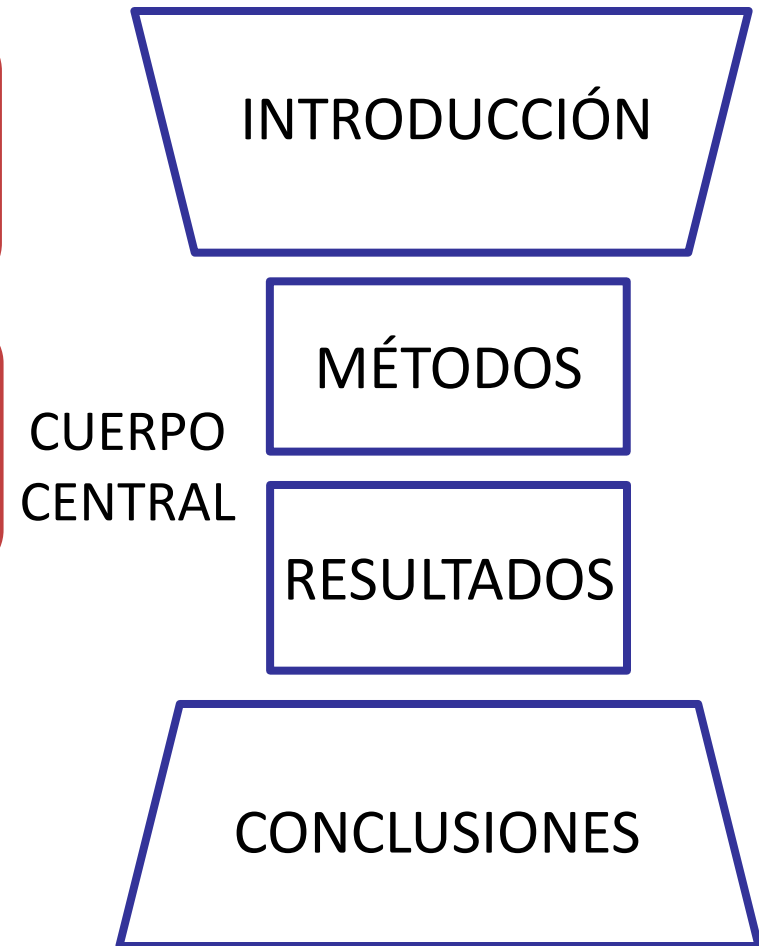 INTRODUCCIÓN
MÉTODOS
CUERPO
CENTRAL
RESULTADOS
CONCLUSIONES